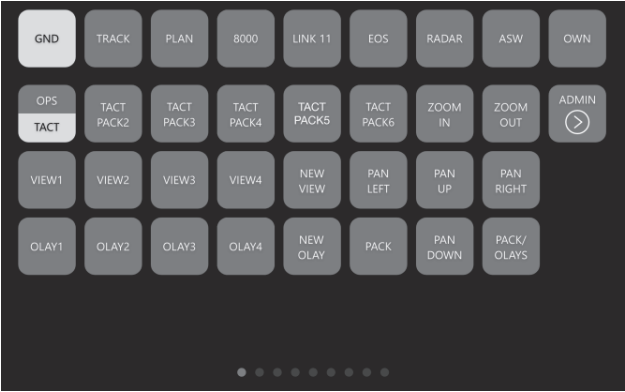 GND TRACK PLAN 8000 LINK 11 EOS RADAR ASW OWN
OPS
TACT
TACT
PACK2
TACT
PACK3
TACT
PACK4
TACT
PACK5
TACT
PACK6
ZOOM
IN
ZOOM
OUT
ADMIN
VIEW1 VIEW2 VIEW3 VIEW4
NEW
VIEW
PAN
LEFT
PAN
UP
PAN
RIGHT
OLAY1 OLAY2 OLAY3 OLAY4
NEW
OLAY
PACK
PAN
DOWN
PACK/
OLAYS